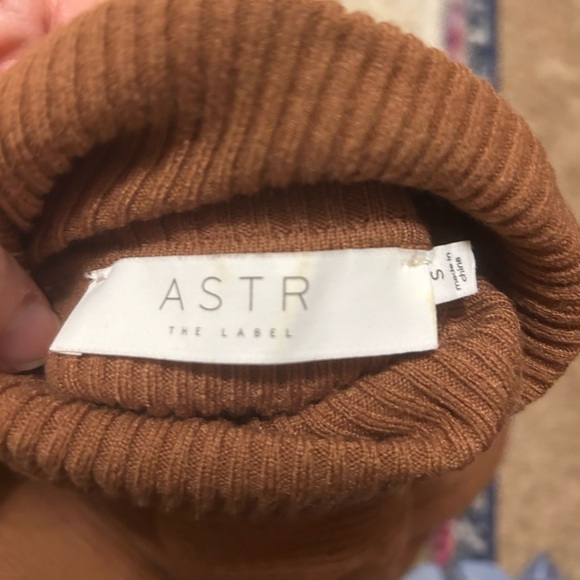 ASTR
THE LABEL
S
made in
china